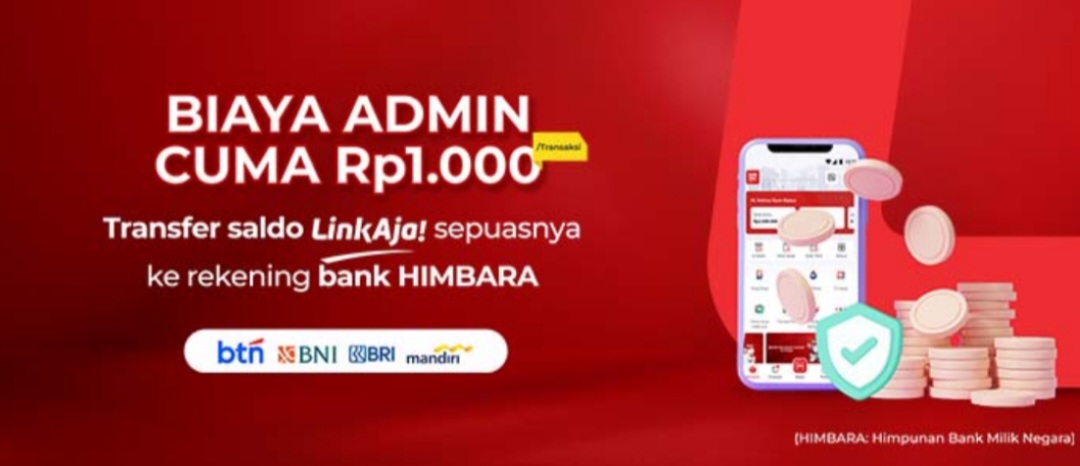 BIAYA ADMIN
CUMA Rp1.000
/Transaksi
Transfer saldo LinkAja! sepuasnya
ke rekening bank HIMBARA
btn BNI BRI mandiri
[HIMBARA: Himpunan Bank Milik Negara]